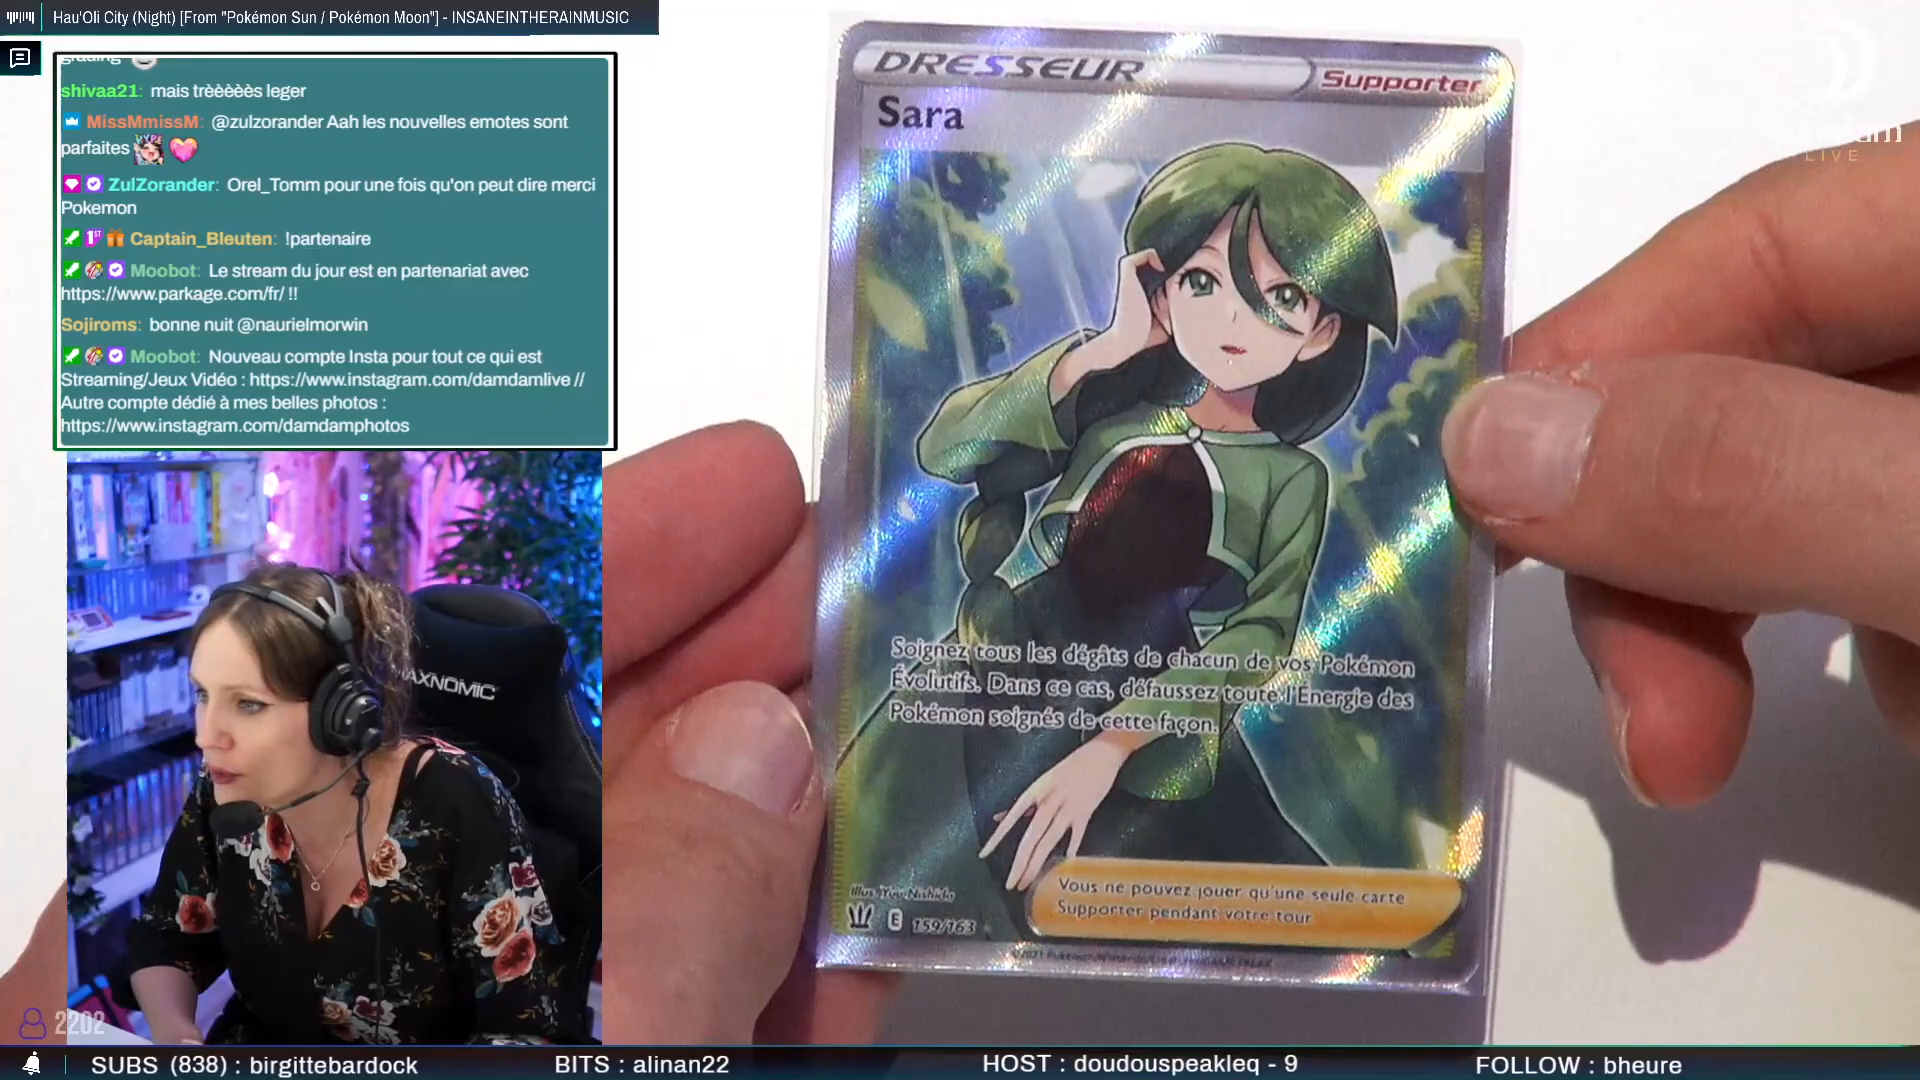 Hau'Oli City (Night) [From "Pokémon Sun / Pokémon Moon"] - INSANEINTHERAINMUSIC
grading
shivaa21: mais trèèèèès leger
MissMmissM: @zulzorander Aah les nouvelles emotes sont
parfaites
ZulZorander: Orel_Tomm pour une fois qu'on peut dire merci
Pokemon
Captain_Bleuten: !partenaire
Moobot: Le stream du jour est en partenariat avec
https://www.parkage.com/fr/ !!
Sojiroms: bonne nuit @naurielmorwin
Moobot: Nouveau compte Insta pour tout ce qui est
Streaming/Jeux Vidéo : https://www.instagram.com/damdamlive //
Autre compte dédié à mes belles photos :
https://www.instagram.com/damdamphotos
DRESSEUR
Supporter
Sara
Soignez tous les dégâts de chacun de vos Pokémon
Évolutifs. Dans ce cas, défaussez toute l'Énergie des
Pokémon soignés de cette façon.
Vous ne pouvez jouer qu'une seule carte
Supporter pendant votre tour.
Illus. Yuu Nishida
E 159/163
LIVE
MAXNOMIC
2202
SUBS (838) : birgittebardock
BITS : alinan22
HOST : doudouspeakleq - 9
FOLLOW : bheure